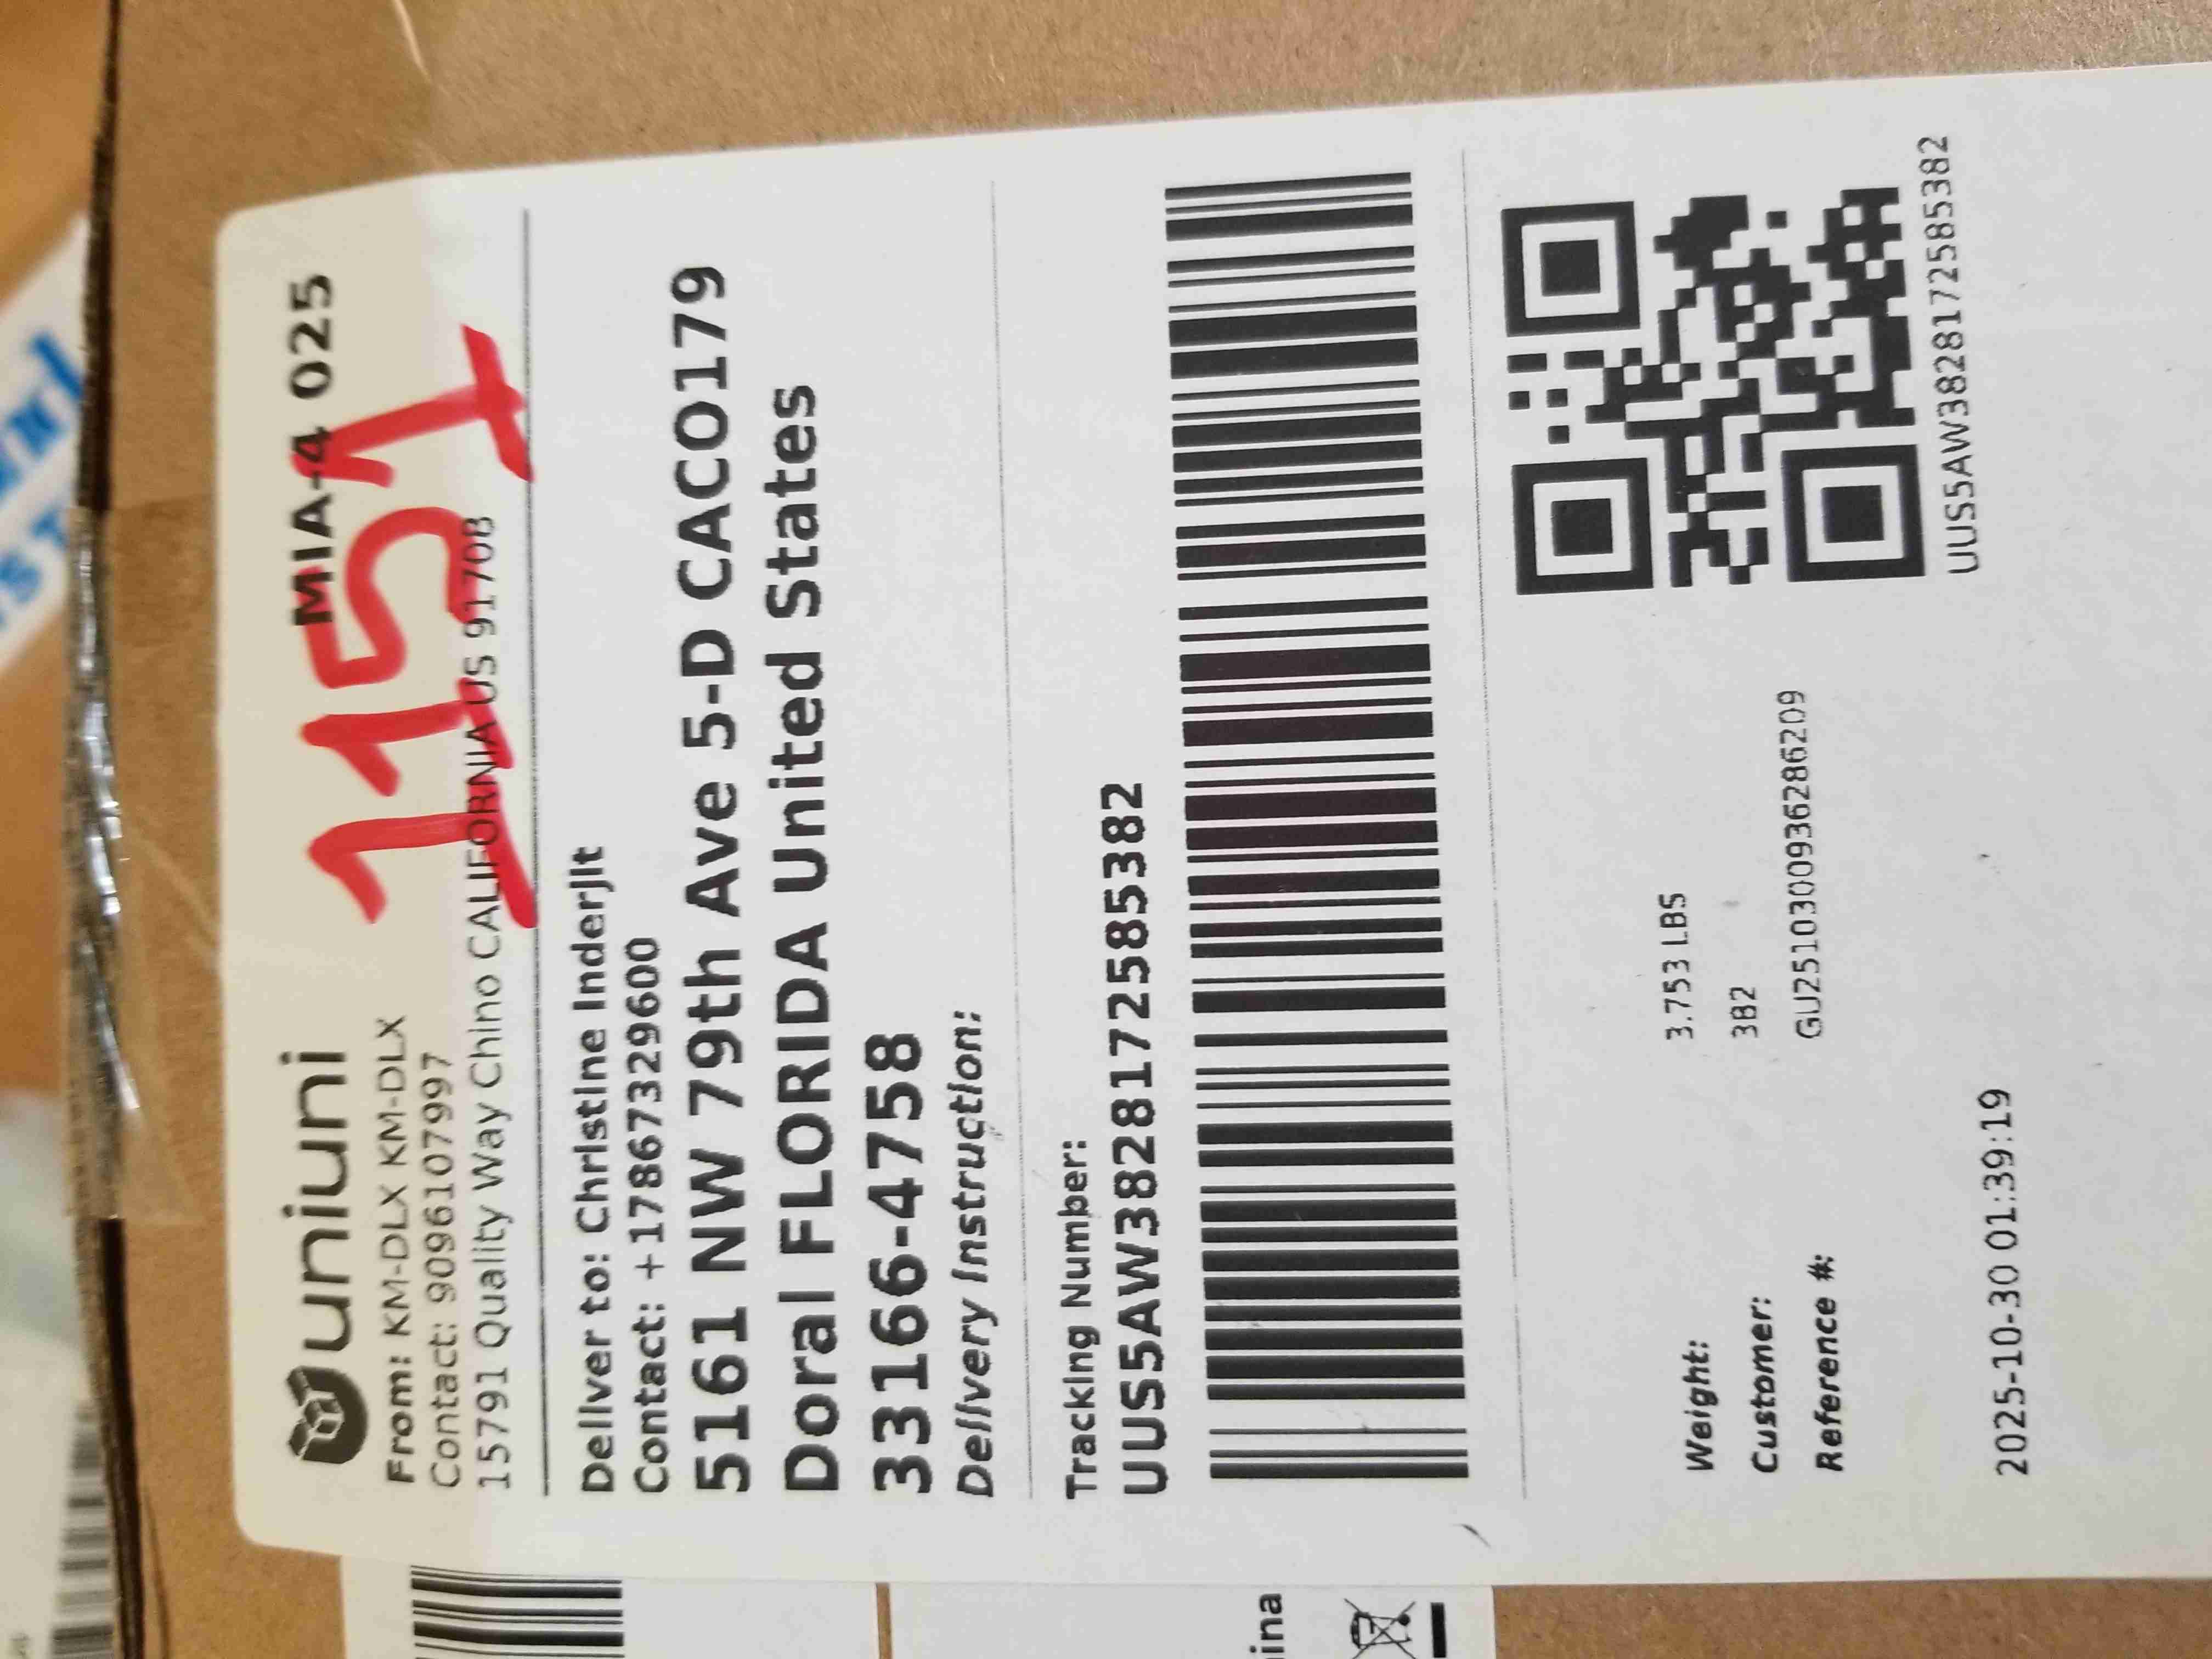 uniuni
MIA-4 025
1151
From: KM-DLX KM-DLX
Contact: 9096107997
15791 Quality Way Chino CALIFORNIA US 91708
Deliver to: Christine Inderjit
Contact: +17867329600
5161 NW 79th Ave 5-D CACO179
Doral FLORIDA United States
33166-4758
Delivery Instruction:
Tracking Number:
UUS5AW3828172585382
Weight: 3.753 LBS
Customer: 382
Reference #: GU2510300936286209
UUS5AW3828172585382
2025-10-30 01:39:19